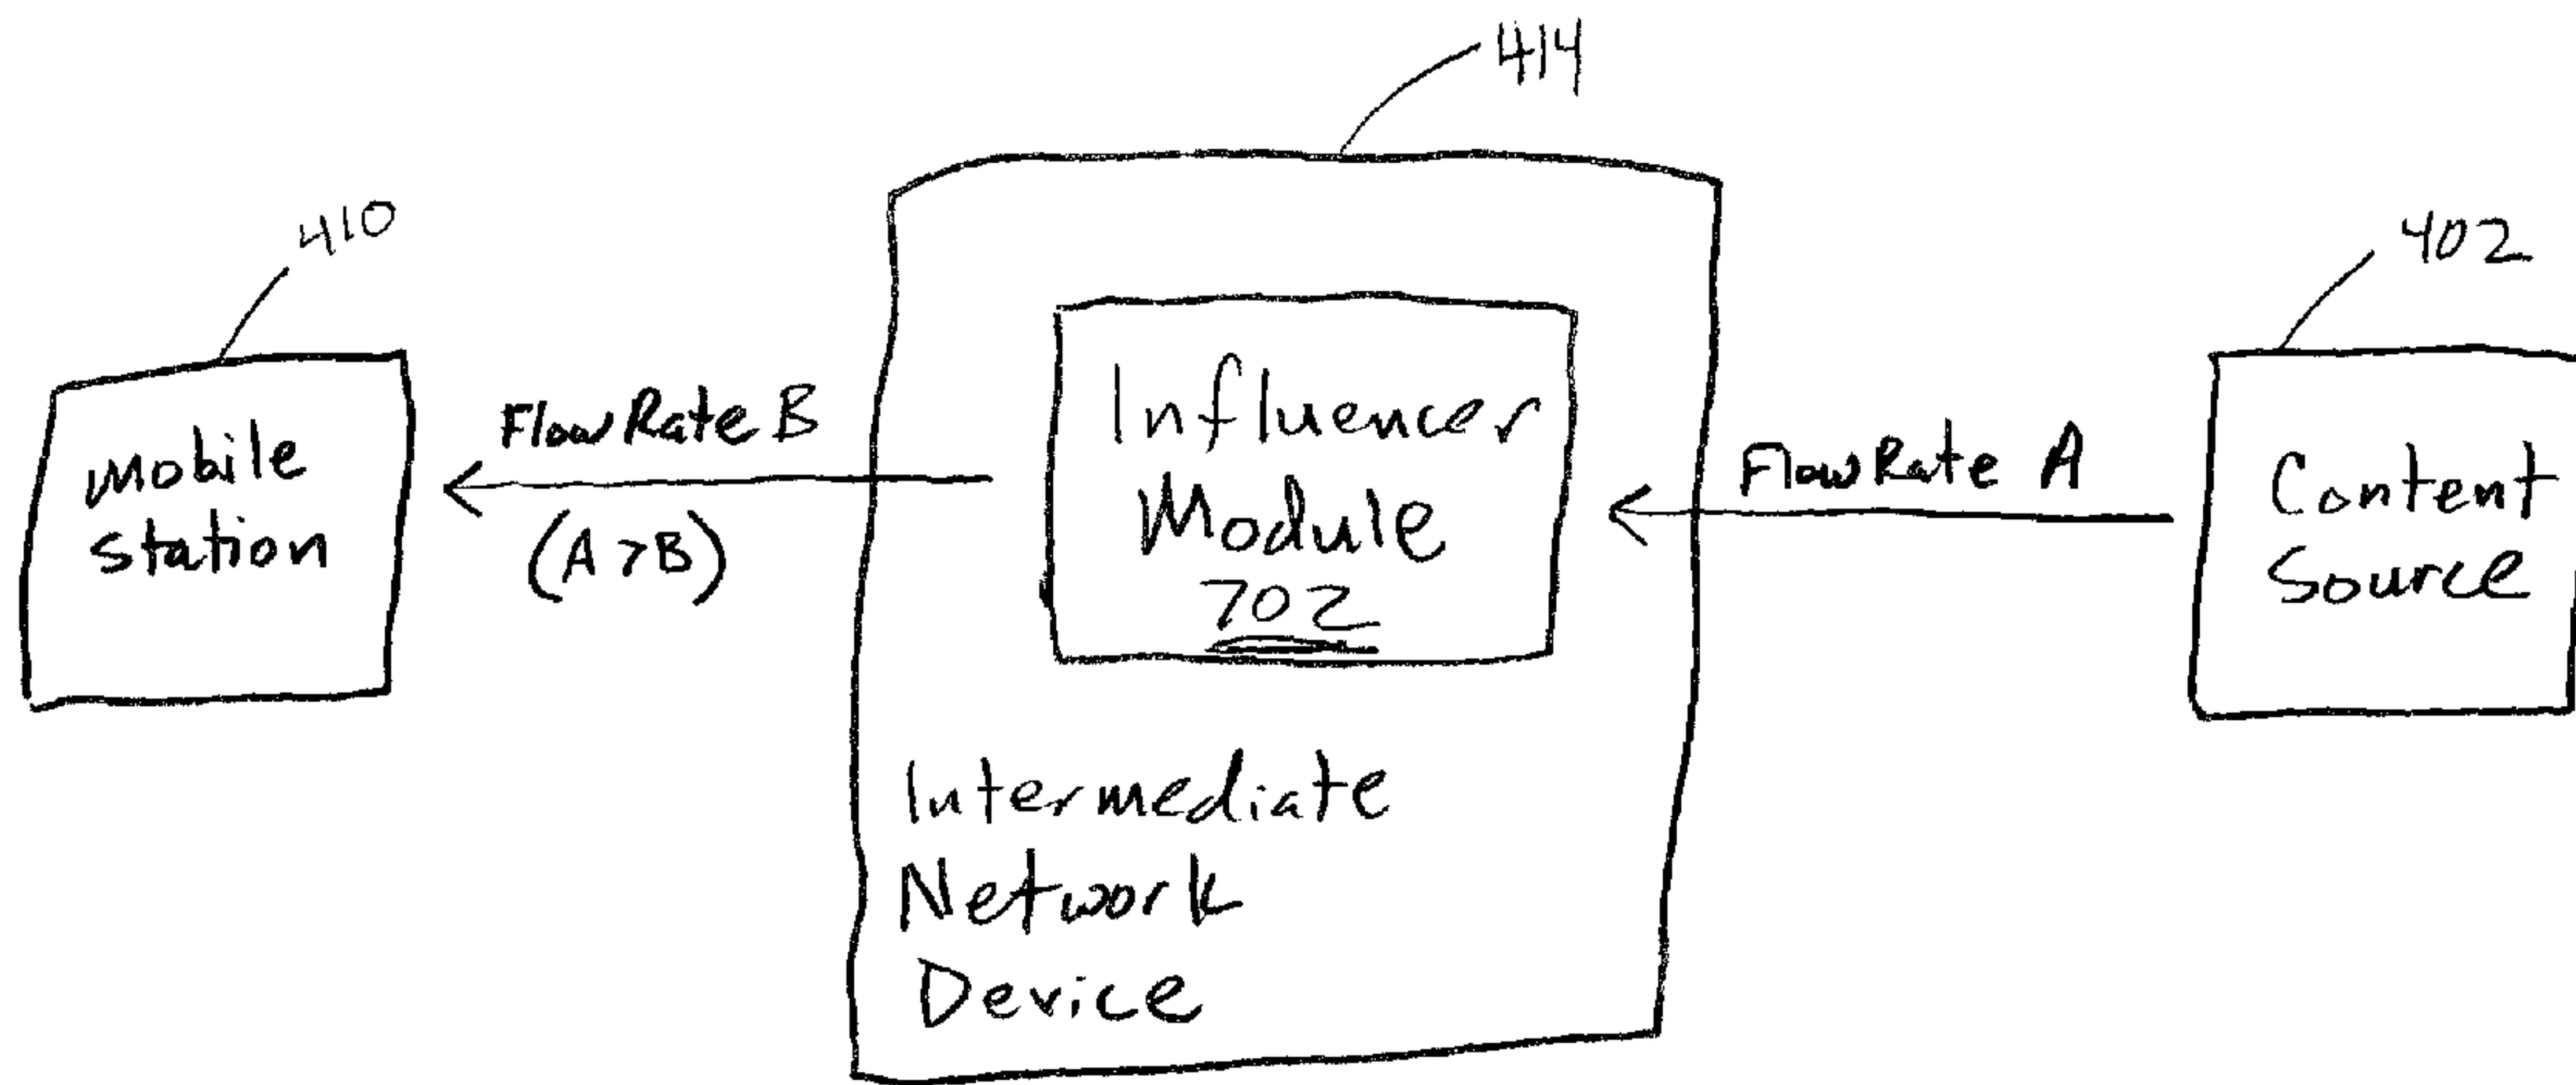 414
410
402
Mobile
station
Flow Rate B
(A>B)
Influencer
Module
702
Flow Rate A
Content
Source
Intermediate
Network
Device